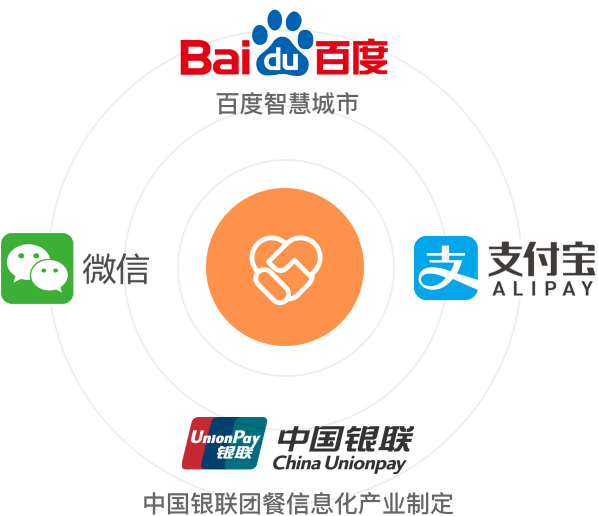 Bai du 百度
百度智慧城市
微信
支 支付宝
ALIPAY
UnionPay 中国银联
银联 China Unionpay
中国银联团餐信息化产业制定